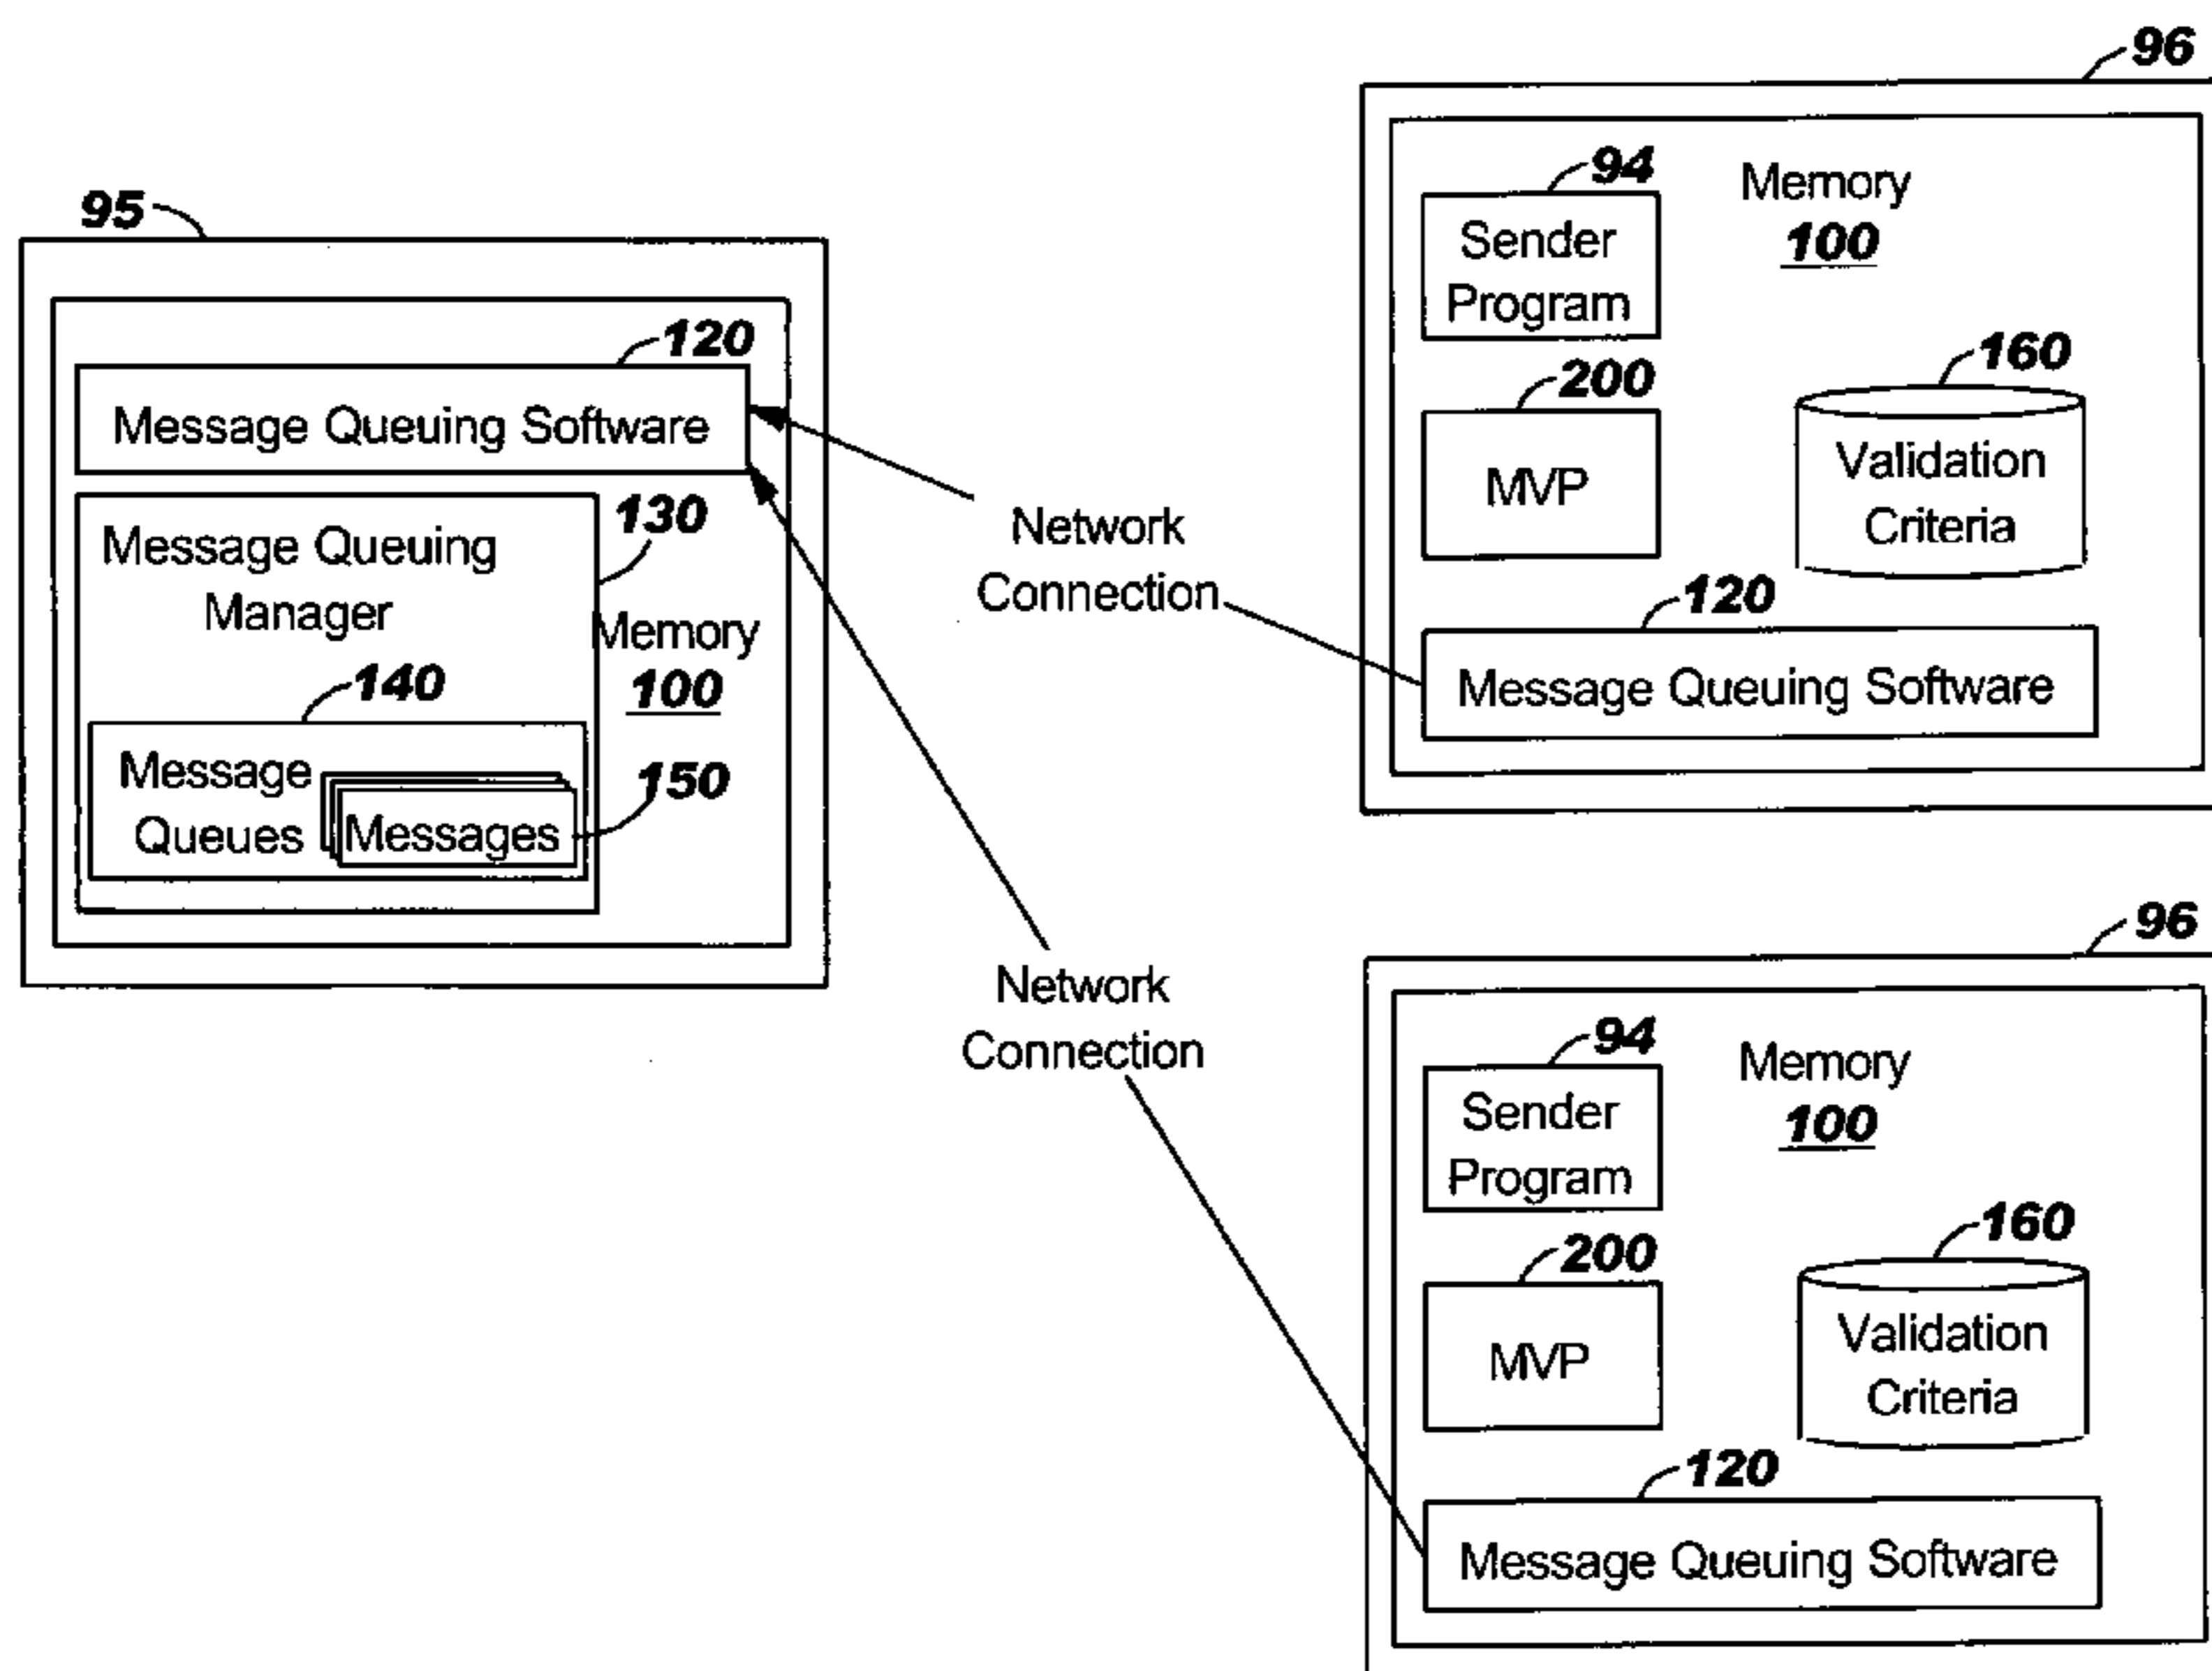 95
120
Message Queuing Software
130
Message Queuing
Manager
Memory
100
140
Message
Queues
Messages
150
Network
Connection
Network
Connection
96
94
Sender
Program
Memory
100
200
MVP
160
Validation
Criteria
120
Message Queuing Software
96
94
Sender
Program
Memory
100
200
MVP
160
Validation
Criteria
120
Message Queuing Software